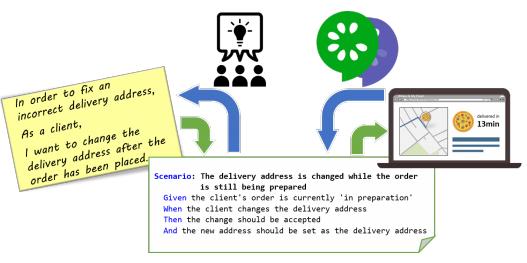 In order to fix an
incorrect delivery address,
As a client,
I want to change the
delivery address after the
order has been placed.
delivered in
13min
Scenario: The delivery address is changed while the order
is still being prepared
Given the client's order is currently 'in preparation'
When the client changes the delivery address
Then the change should be accepted
And the new address should be set as the delivery address